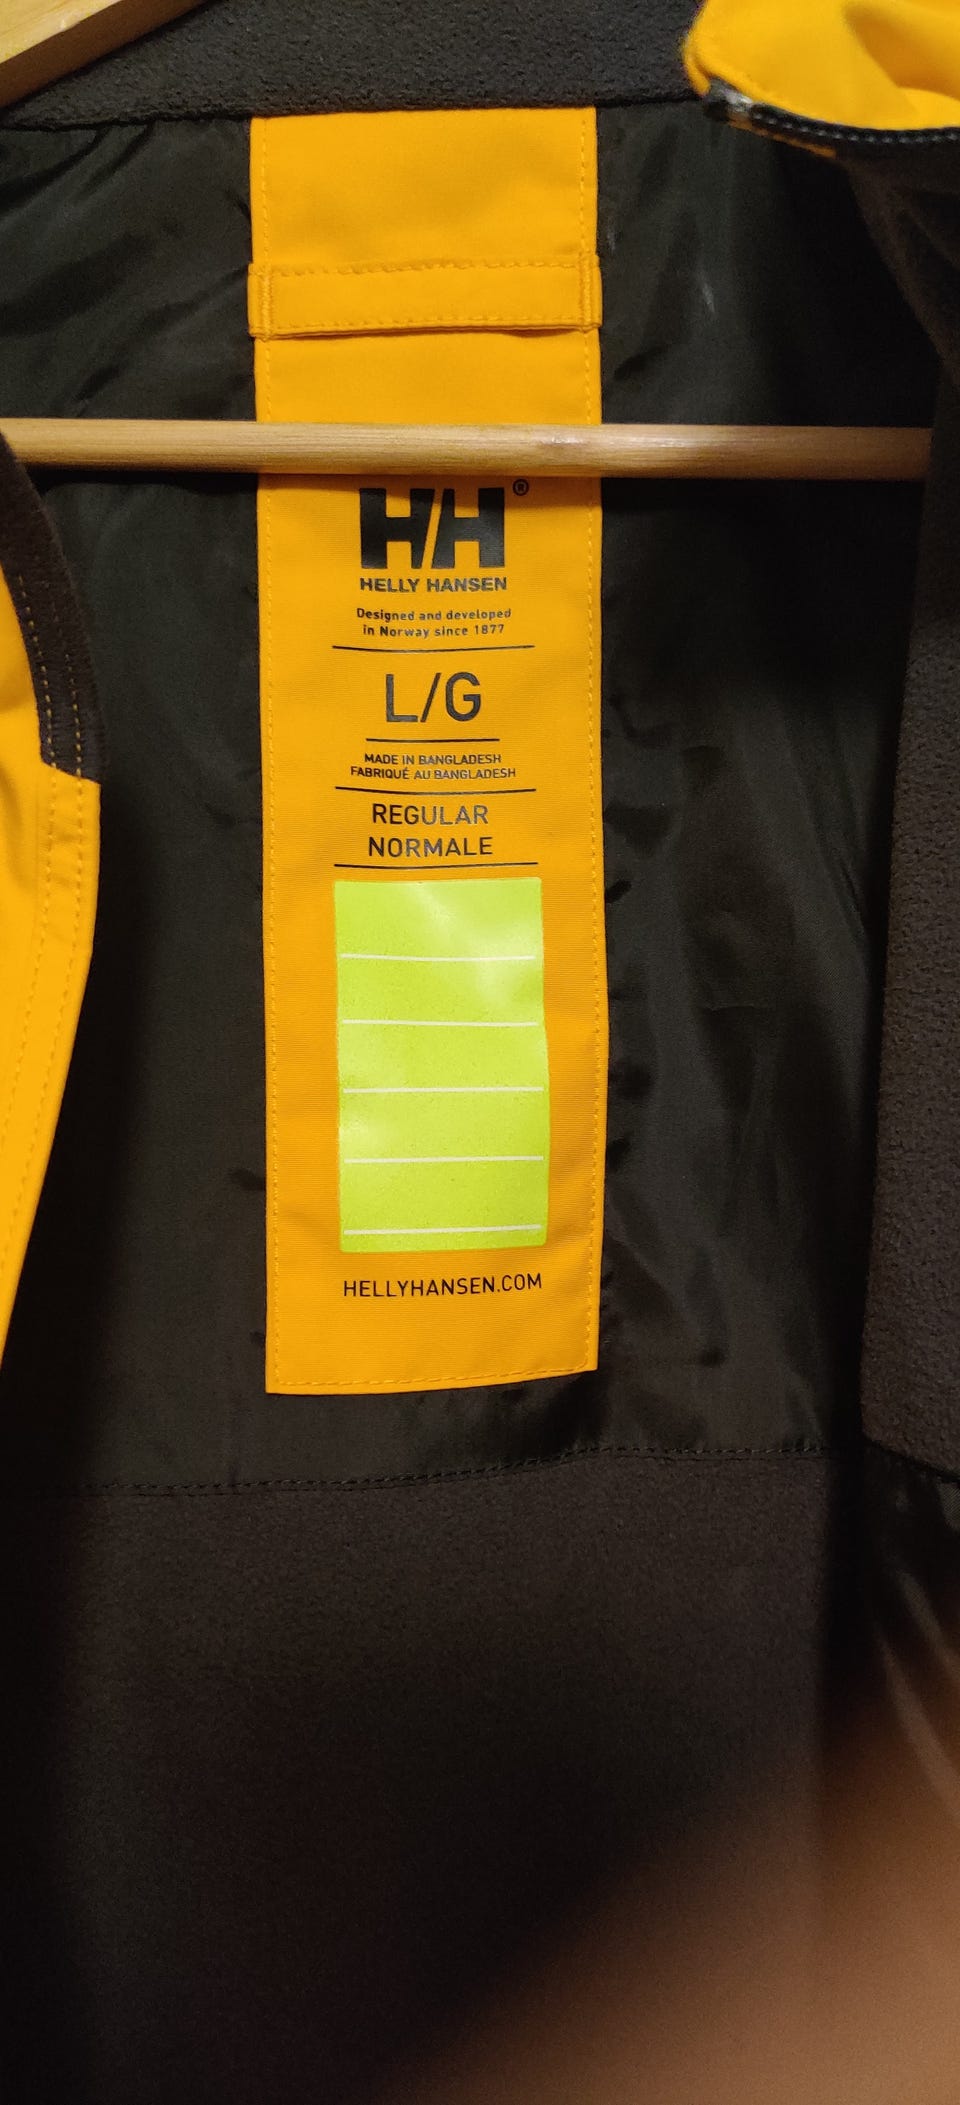 HH®
HELLY HANSEN
Designed and developed
in Norway since 1877
L/G
MADE IN BANGLADESH
FABRIQUÉ AU BANGLADESH
REGULAR
NORMALE
HELLYHANSEN.COM